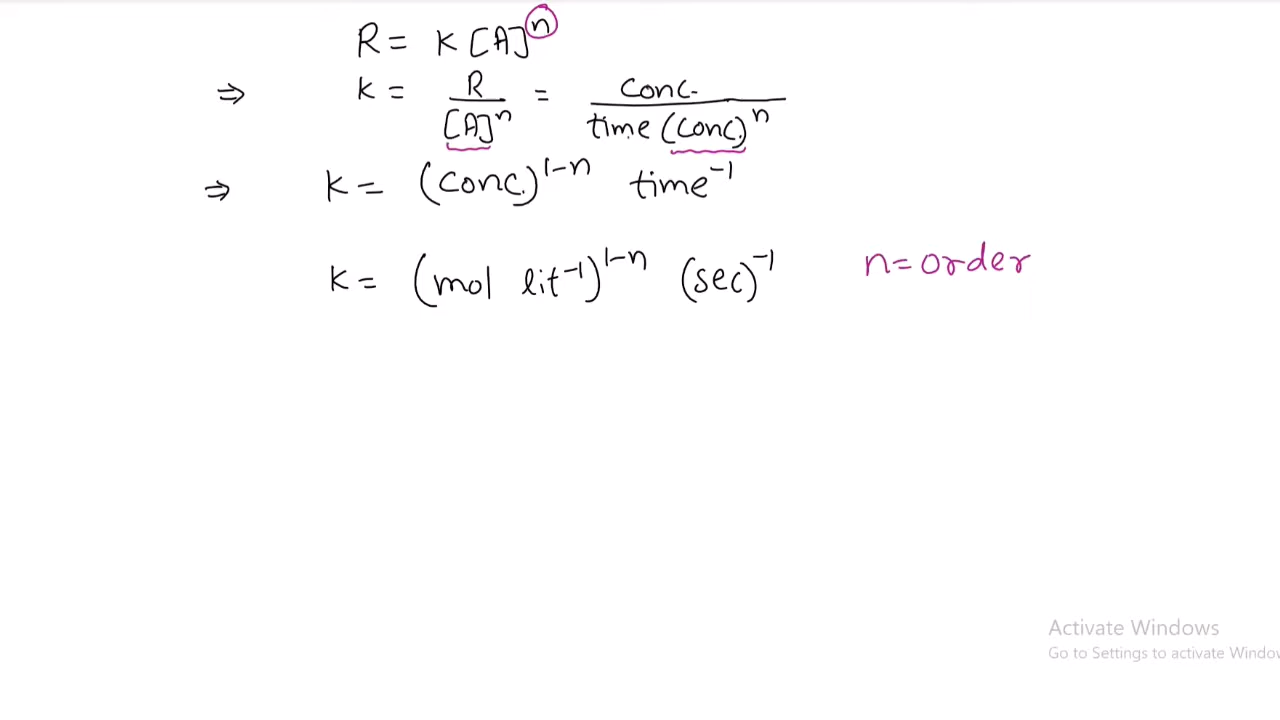 R = K[A]^n
⇒ K = R/[A]^n = Conc./time (Conc)^n
⇒ K = (Conc.)^1-n time^-1
K = (mol lit^-1)^1-n (sec)^-1 n = order
Activate Windows
Go to Settings to activate Windo